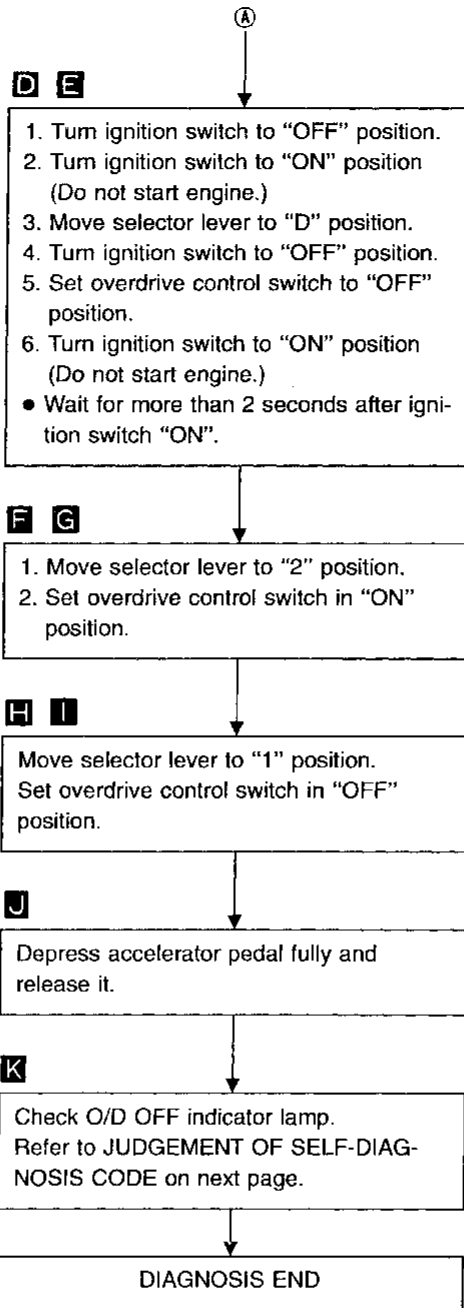 Ⓐ
D E
1. Turn ignition switch to “OFF” position.
2. Turn ignition switch to “ON” position
(Do not start engine.)
3. Move selector lever to “D” position.
4. Turn ignition switch to “OFF” position.
5. Set overdrive control switch to “OFF”
position.
6. Turn ignition switch to “ON” position
(Do not start engine.)
● Wait for more than 2 seconds after igni-
tion switch “ON”.
F G
1. Move selector lever to “2” position.
2. Set overdrive control switch in “ON”
position.
H I
Move selector lever to “1” position.
Set overdrive control switch in “OFF”
position.
J
Depress accelerator pedal fully and
release it.
K
Check O/D OFF indicator lamp.
Refer to JUDGEMENT OF SELF-DIAG-
NOSIS CODE on next page.
DIAGNOSIS END